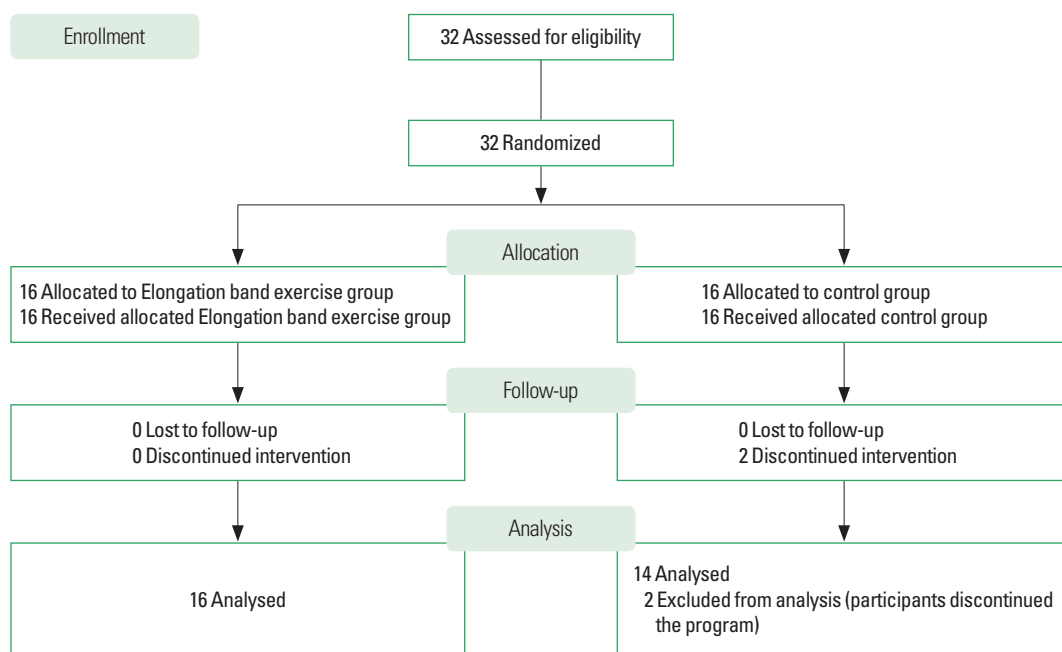 Enrollment
32 Assessed for eligibility
32 Randomized
Allocation
16 Allocated to Elongation band exercise group
16 Received allocated Elongation band exercise group
16 Allocated to control group
16 Received allocated control group
Follow-up
0 Lost to follow-up
0 Discontinued intervention
0 Lost to follow-up
2 Discontinued intervention
Analysis
16 Analysed
14 Analysed
2 Excluded from analysis (participants discontinued
the program)